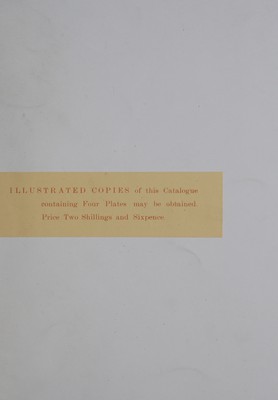 ILLUSTRATED COPIES of this Catalogue
containing Four Plates may be obtained.
Price Two Shillings and Sixpence.